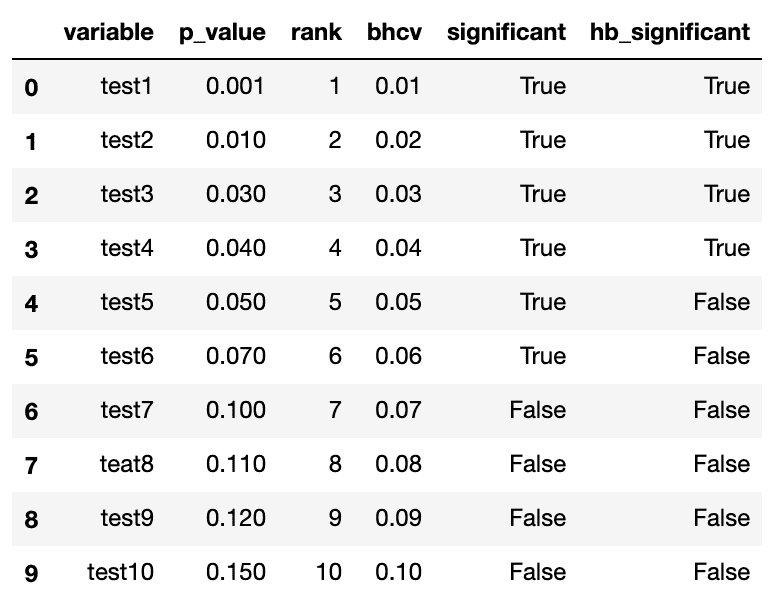 variable p_value rank bhcv significant hb_significant
0 test1 0.001 1 0.01 True True
1 test2 0.010 2 0.02 True True
2 test3 0.030 3 0.03 True True
3 test4 0.040 4 0.04 True True
4 test5 0.050 5 0.05 True False
5 test6 0.070 6 0.06 True False
6 test7 0.100 7 0.07 False False
7 teat8 0.110 8 0.08 False False
8 test9 0.120 9 0.09 False False
9 test10 0.150 10 0.10 False False